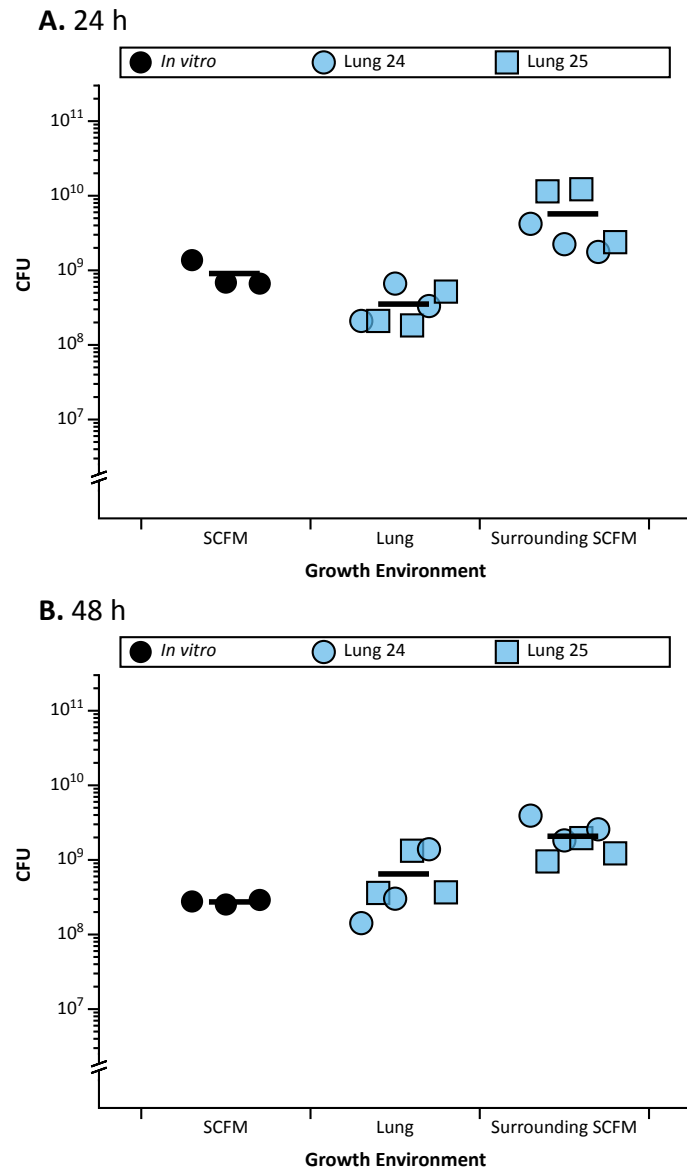 A. 24 h
In vitro Lung 24 Lung 25
CFU
10¹¹
10¹⁰
10⁹
10⁸
10⁷
SCFM Lung Surrounding SCFM
Growth Environment
B. 48 h
In vitro Lung 24 Lung 25
CFU
10¹¹
10¹⁰
10⁹
10⁸
10⁷
SCFM Lung Surrounding SCFM
Growth Environment